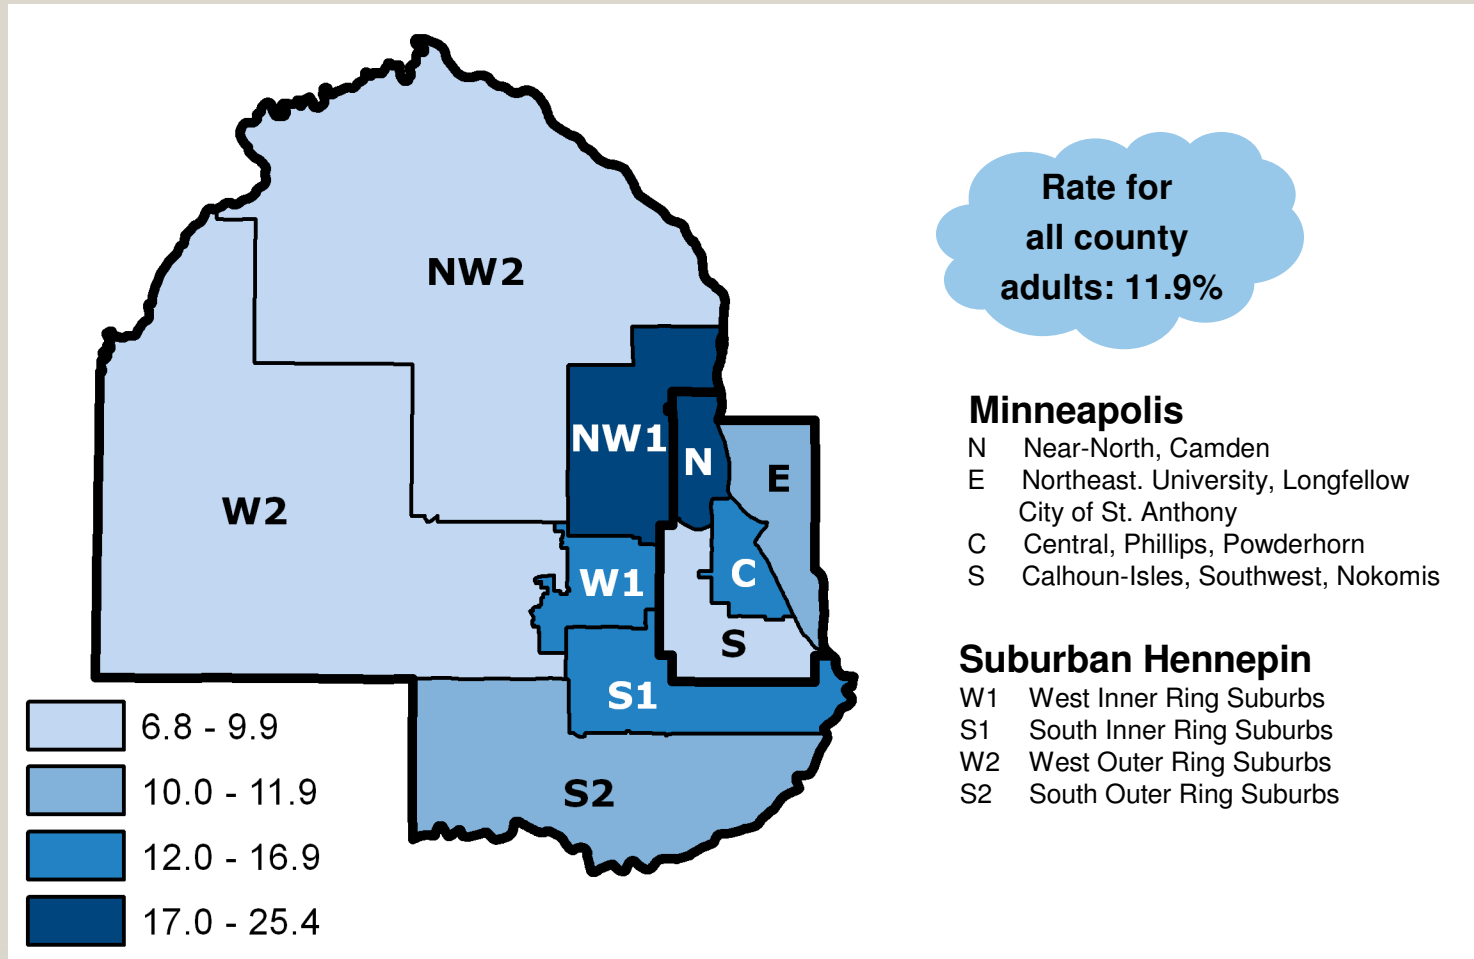 NW2
NW1
N
E
W2
W1
C
S
S1
S2
6.8 - 9.9
10.0 - 11.9
12.0 - 16.9
17.0 - 25.4
Rate for
all county
adults: 11.9%
Minneapolis
N Near-North, Camden
E Northeast. University, Longfellow
City of St. Anthony
C Central, Phillips, Powderhorn
S Calhoun-Isles, Southwest, Nokomis
Suburban Hennepin
W1 West Inner Ring Suburbs
S1 South Inner Ring Suburbs
W2 West Outer Ring Suburbs
S2 South Outer Ring Suburbs